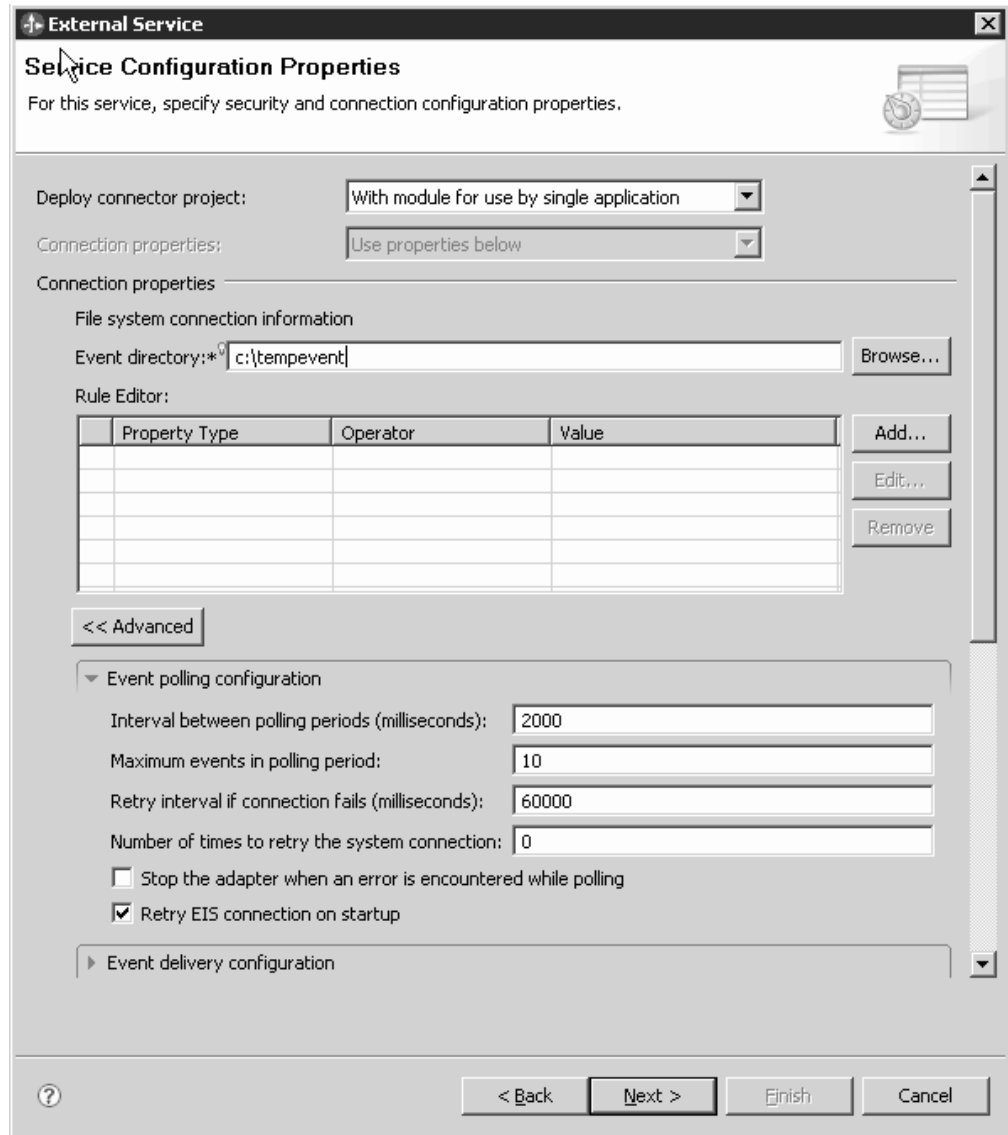 External Service
Service Configuration Properties
For this service, specify security and connection configuration properties.
Deploy connector project: With module for use by single application
Connection properties: Use properties below
Connection properties
File system connection information
Event directory:* c:\tempevent Browse...
Rule Editor:
Property Type Operator Value Add...
Edit...
Remove
<< Advanced
Event polling configuration
Interval between polling periods (milliseconds): 2000
Maximum events in polling period: 10
Retry interval if connection fails (milliseconds): 60000
Number of times to retry the system connection: 0
Stop the adapter when an error is encountered while polling
Retry EIS connection on startup
Event delivery configuration
? < Back Next > Finish Cancel